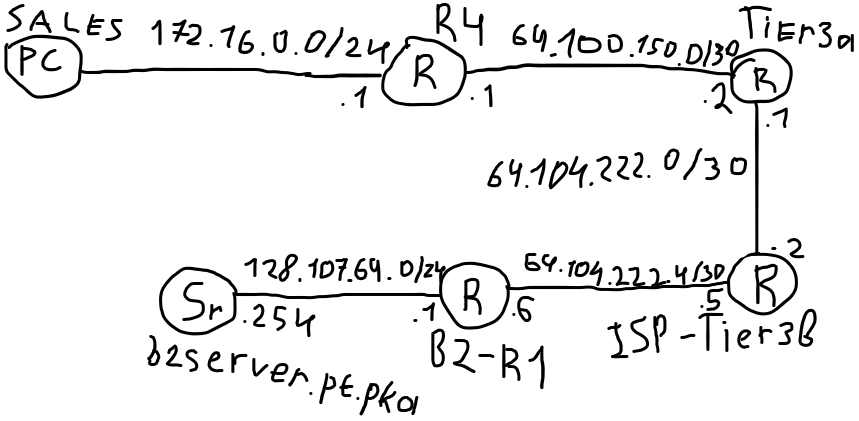 SALES
PC
172.16.0.0/24
.1
R4
R
.1
64.100.150.0/30
.2
Tier3a
R
.1
64.104.222.0/30
.2
R
.5
ISP-Tier3B
64.104.222.4/30
.6
R
B2-R1
.1
128.107.64.0/24
.254
Sr
b2server.pt.pka